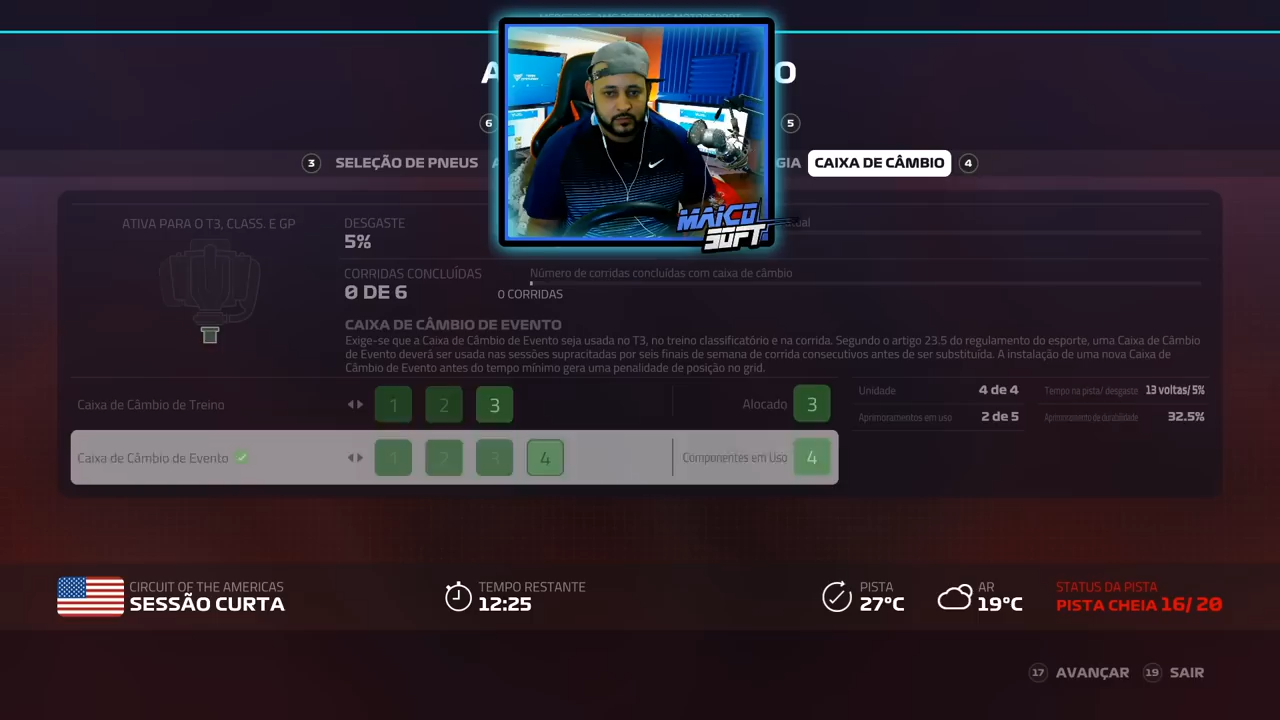 6
5
3 SELEÇÃO DE PNEUS
CAIXA DE CÂMBIO 4
ATIVA PARA O T3, CLASS. E GP
DESGASTE
5%
CORRIDAS CONCLUÍDAS
0 DE 6
Número de corridas concluídas com caixa de câmbio
0 CORRIDAS
MAICO
SOFT
CAIXA DE CÂMBIO DE EVENTO
Exige-se que a Caixa de Câmbio de Evento seja usada no T3, no treino classificatório e na corrida. Segundo o artigo 23.5 do regulamento do esporte, uma Caixa de Câmbio
de Evento deverá ser usada nas sessões supracitadas por seis finais de semana de corrida consecutivos antes de ser substituída. A instalação de uma nova Caixa de
Câmbio de Evento antes do tempo mínimo gera uma penalidade de posição no grid.
Caixa de Câmbio de Treino 1 2 3 Alocado 3
Caixa de Câmbio de Evento 1 2 3 4 Componentes em Uso 4
Unidade 4 de 4
Tempo na pista/ desgaste 13 voltas/ 5%
Aprimoramentos em uso 2 de 5
Aprimoramento de durabilidade 32.5%
CIRCUIT OF THE AMERICAS
SESSÃO CURTA
TEMPO RESTANTE
12:25
PISTA
27°C
AR
19°C
STATUS DA PISTA
PISTA CHEIA 16/ 20
17 AVANÇAR 19 SAIR